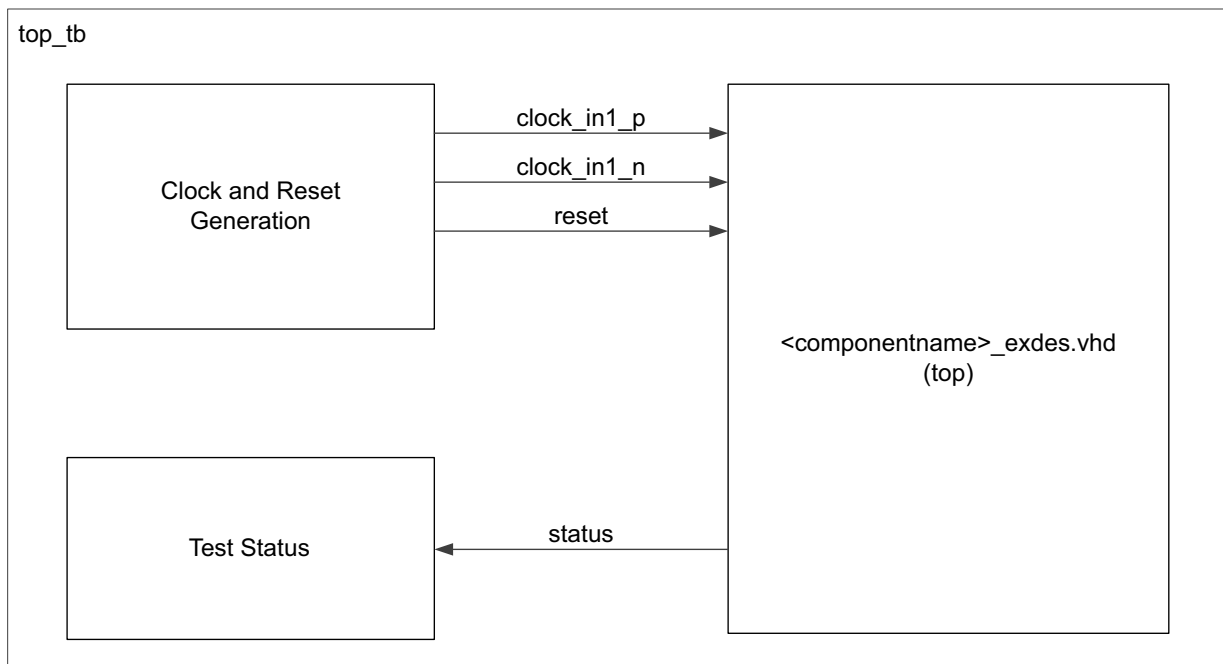 top_tb
clock_in1_p
clock_in1_n
Clock and Reset
Generation
reset
<componentname>_exdes.vhd
(top)
Test Status
status